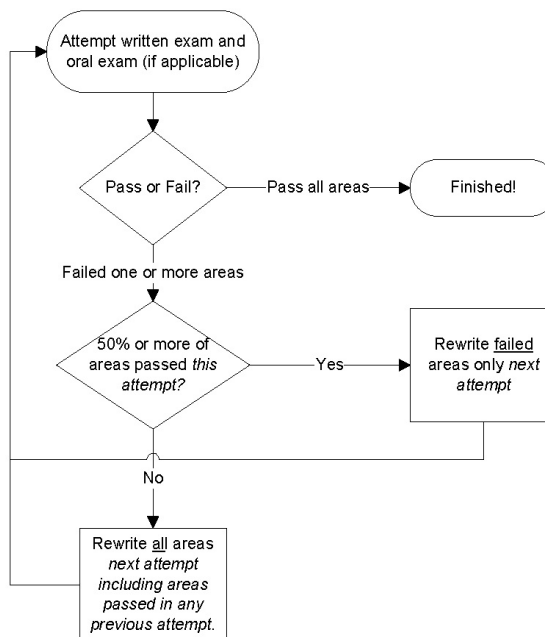 Attempt written exam and
oral exam (if applicable)
Pass or Fail?
Pass all areas
Finished!
Failed one or more areas
50% or more of
areas passed this
attempt?
Yes
Rewrite failed
areas only next
attempt
No
Rewrite all areas
next attempt
including areas
passed in any
previous attempt.